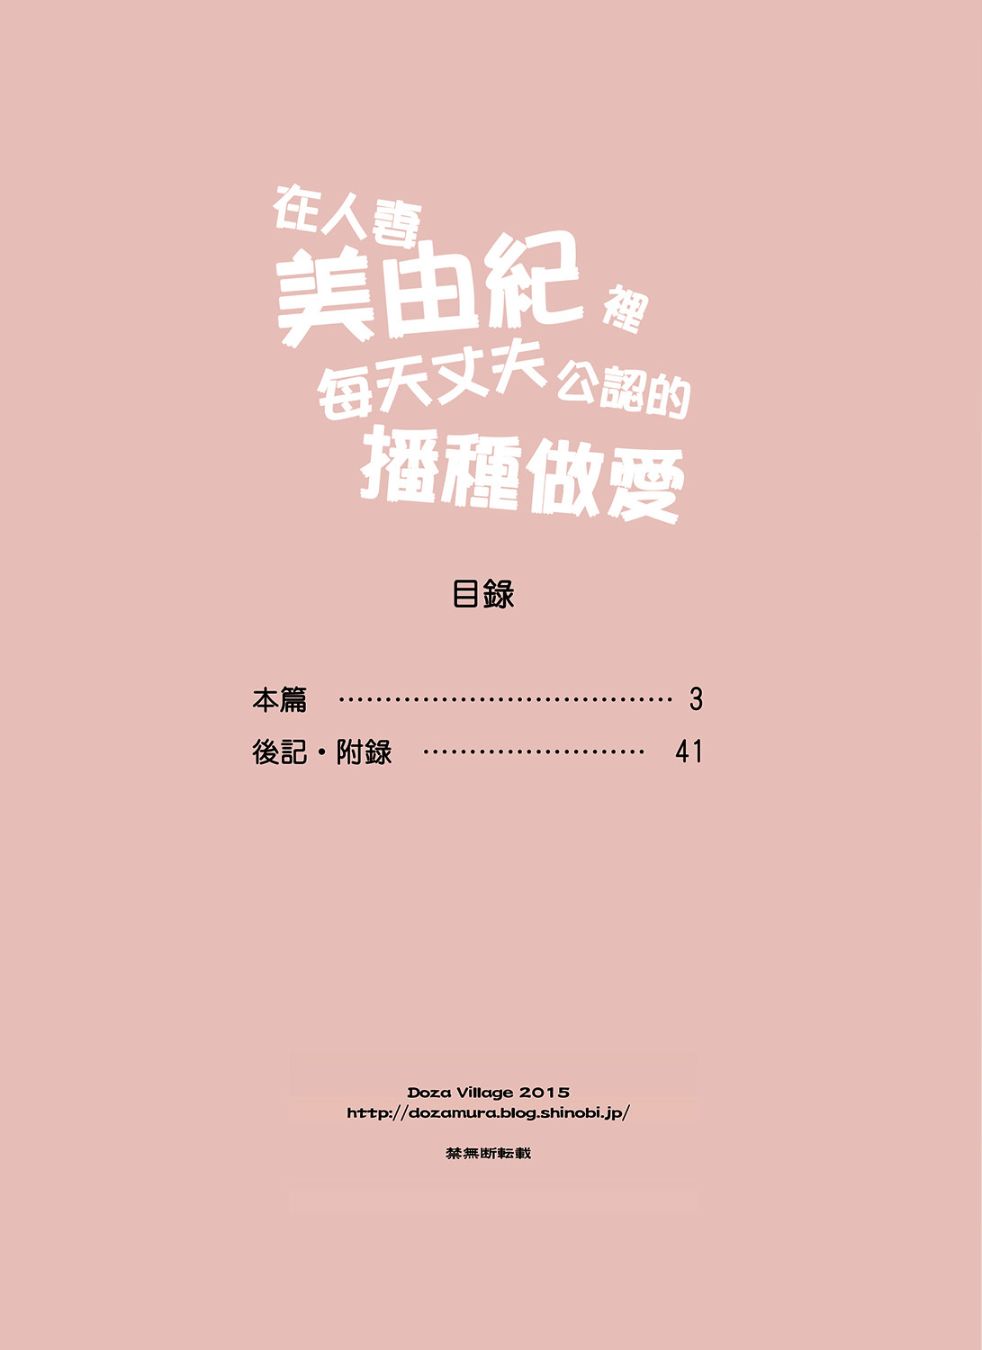 在人妻
美由紀裡
每天丈夫公認的
播種做愛
目錄
本篇 ………………………………… 3
後記・附錄 …………………… 41
Doza Village 2015
http://dozamura.blog.shinobi.jp/
禁無断転載